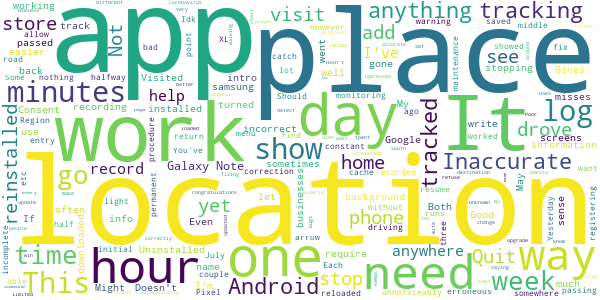 app
place
location
work
day
It
hour
one
need
way
minutes
tracking
anything
visit
store
Not
add
I've
see
log
drove
Inaccurate
show
tracked
home
phone
go
yet
record
help
reinstalled
Galaxy Note
Android
time
This
week
Quit
stop
anywhere
sometimes
businesses
Google
Consent
Region
recording
installed
Visited
samsung
intro
turned
working
back
track
allow
passed
easier
road
halfway
warning
saved
showed
middle
stopping
Gives
misses
fix
screens
information
write
worked
maintenance
monitoring
incorrect
Should
detect
catch
lot
well
however
point
Idk
bad
XL
nothing
Coronavirus
different
gone
went
My
ago
find
menu
return
You've
procedure
permanent
entry
use
If
etc
often
info
light
half
downloaded
Uninstalled
initial
July
name
couple
I'm
Pixel
Might
Doesn't
Even
correction
cache
constant
let
background
without
require
Each
reloaded
arrow
three
driving
Both
runs
resume
May
Good
sense
yesterday
registering
unknown
NJ
upgrade
somewhere
passing
erroneous
unnoticeably
much
want
incomplete
able
limited
congratulations
fixing
correctly
refuse
destination
accurate
spent
loaded
update
saying
know